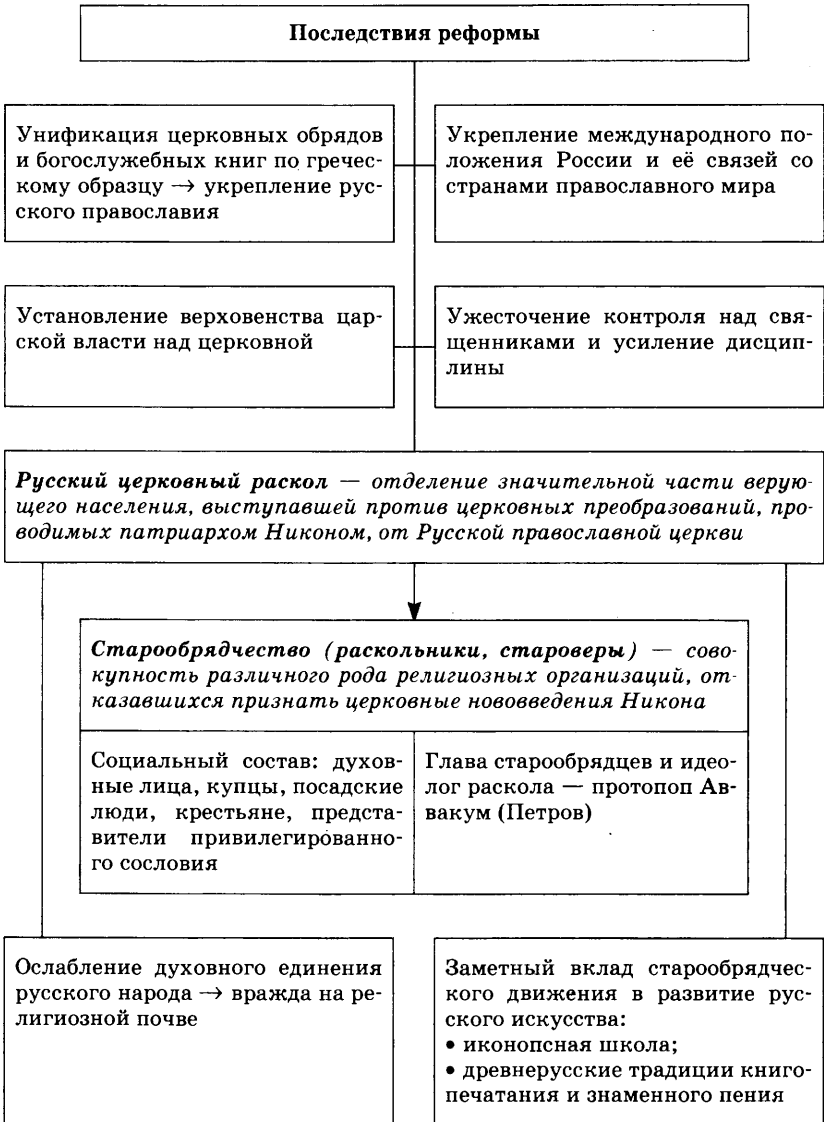 Последствия реформы
Унификация церковных обрядов
и богослужебных книг по гречес-
кому образцу → укрепление рус-
ского православия
Укрепление международного по-
ложения России и её связей со
странами православного мира
Установление верховенства цар-
ской власти над церковной
Ужесточение контроля над свя-
щенниками и усиление дисцип-
лины
Русский церковный раскол — отделение значительной части верую-
щего населения, выступавшей против церковных преобразований, про-
водимых патриархом Никоном, от Русской православной церкви
Старообрядчество (раскольники, староверы) — сово-
купность различного рода религиозных организаций, от-
казавшихся признать церковные нововведения Никона
Социальный состав: духов-
ные лица, купцы, посадские
люди, крестьяне, предста-
вители привилегированно-
го сословия
Глава старообрядцев и идео-
лог раскола — протопоп Ав-
вакум (Петров)
Ослабление духовного единения
русского народа → вражда на ре-
лигиозной почве
Заметный вклад старообрядчес-
кого движения в развитие рус-
ского искусства:
• иконопсная школа;
• древнерусские традиции книго-
печатания и знаменного пения